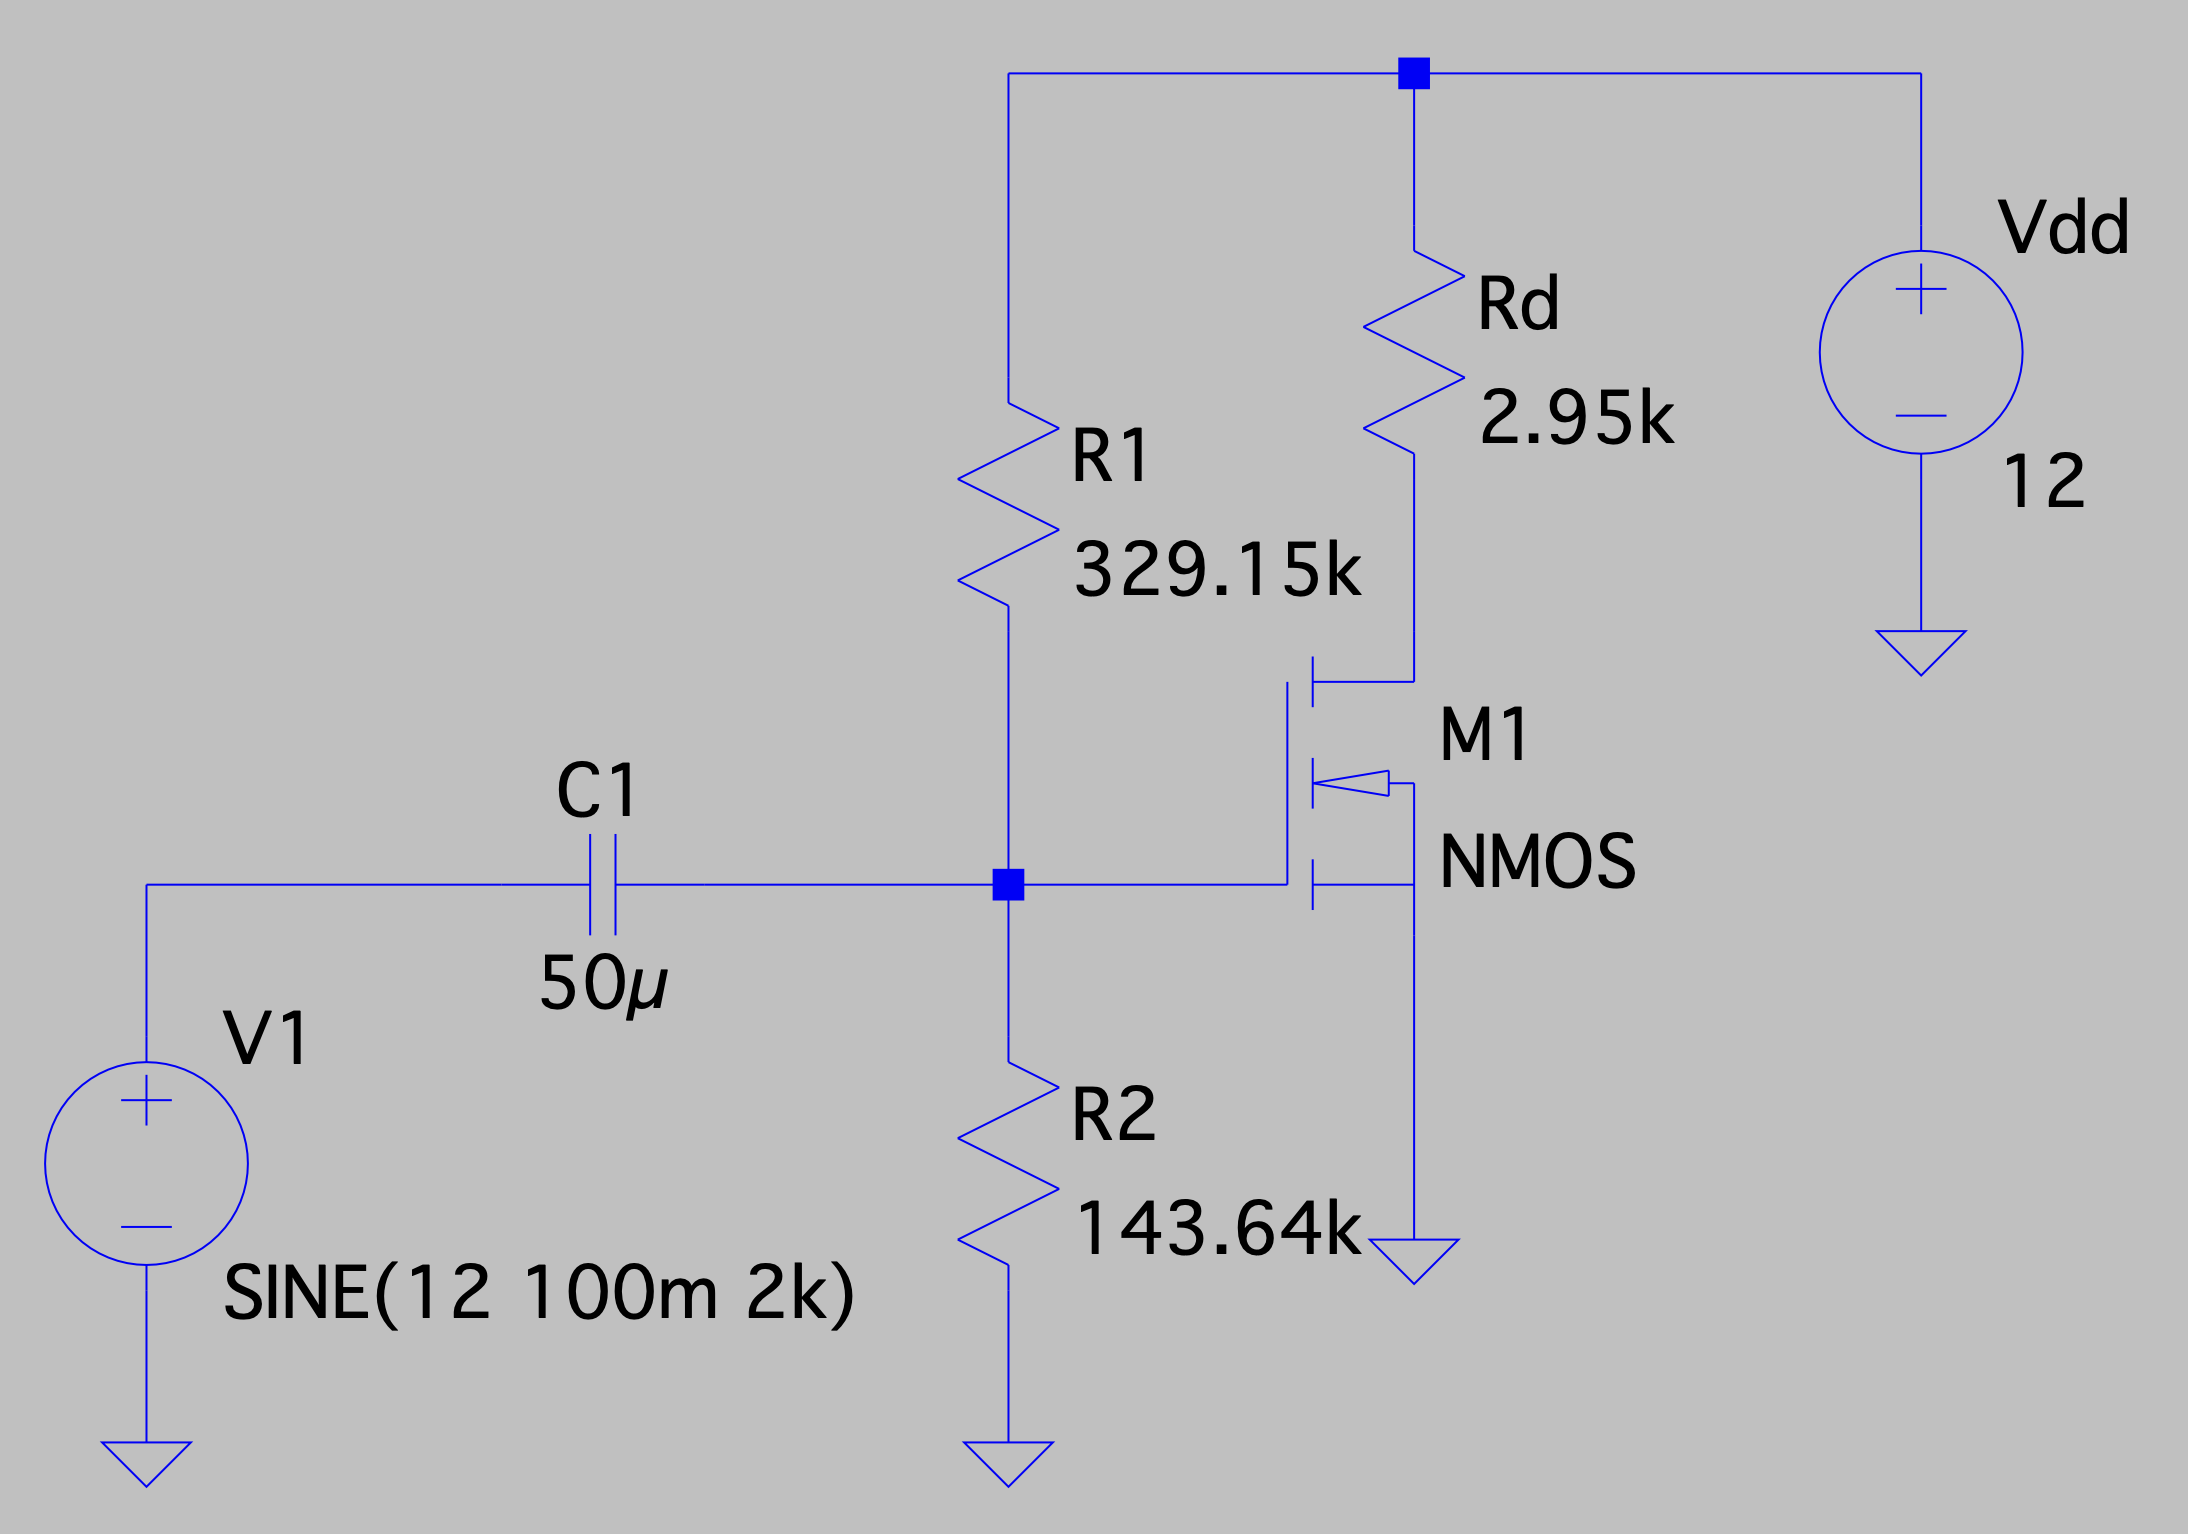 Vdd
12
Rd
2.95k
R1
329.15k
M1
NMOS
C1
50µ
V1
SINE(12 100m 2k)
R2
143.64k